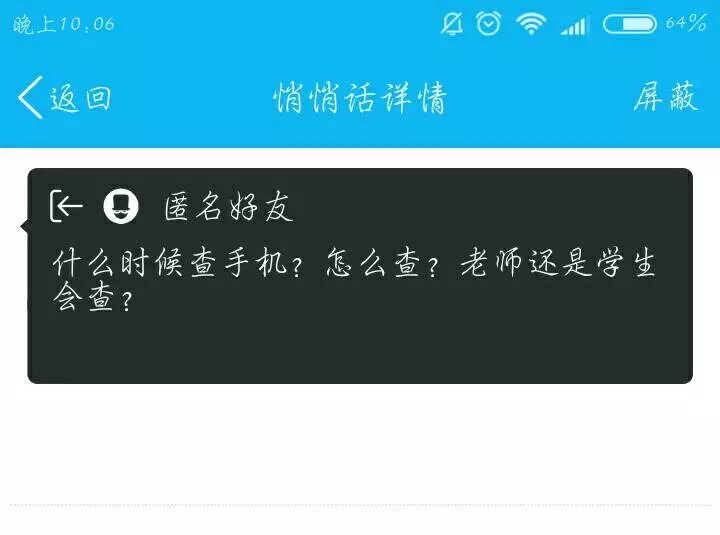 晚上10:06
64%
返回
悄悄话详情
屏蔽
匿名好友
什么时候查手机？怎么查？老师还是学生
会查？